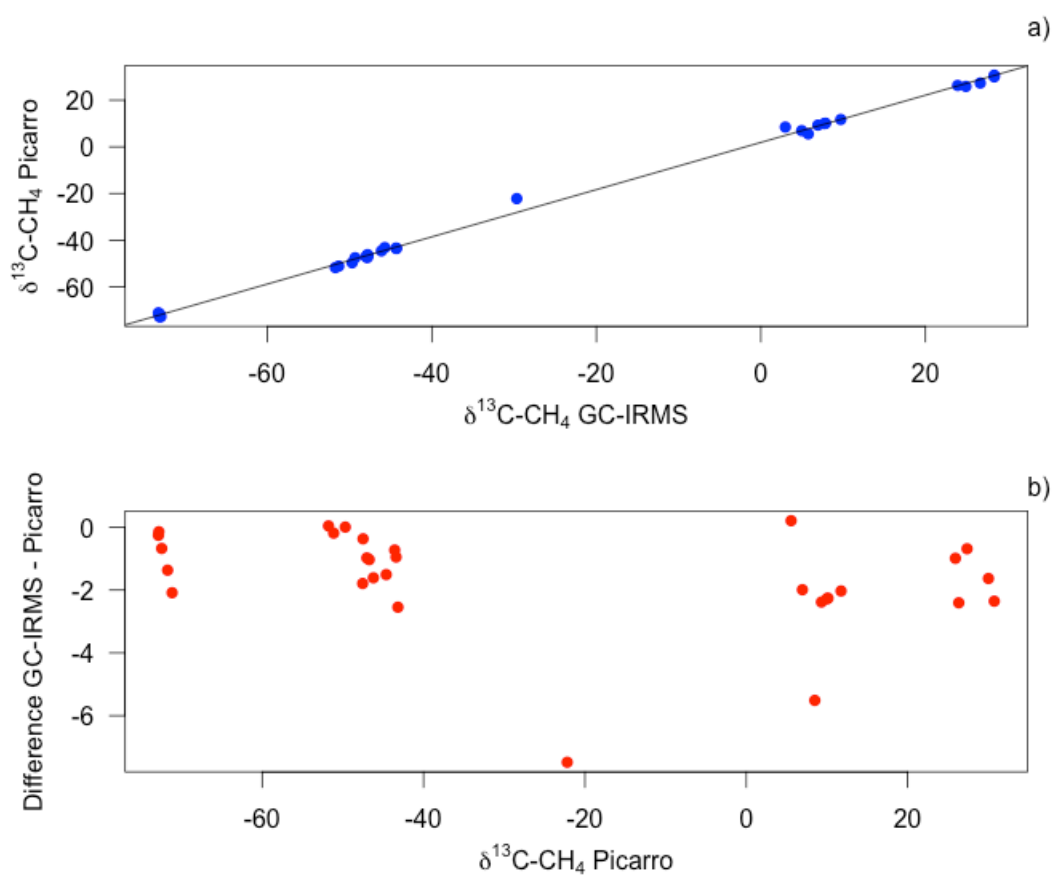 a)
20
0
-20
-40
-60
δ¹³C-CH₄ Picarro
-60 -40 -20 0 20
δ¹³C-CH₄ GC-IRMS
b)
0
-2
-4
-6
Difference GC-IRMS - Picarro
-60 -40 -20 0 20
δ¹³C-CH₄ Picarro